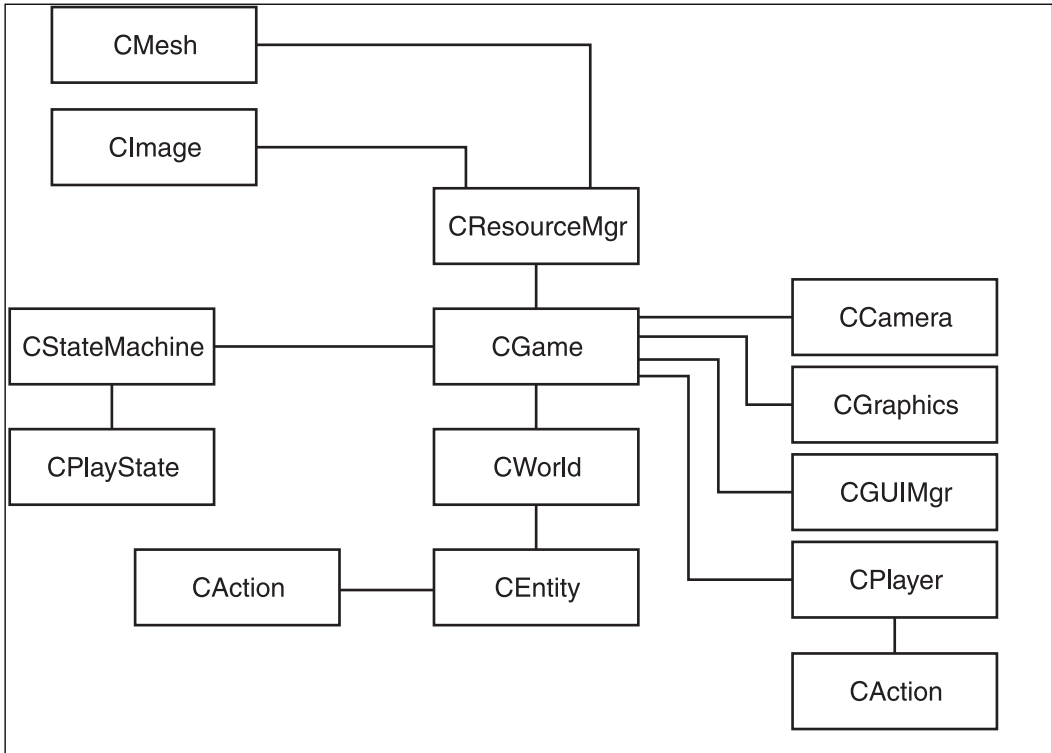 CMesh
CImage
CResourceMgr
CCamera
CStateMachine
CGame
CGraphics
CPlayState
CWorld
CGUIMgr
CAction
CEntity
CPlayer
CAction